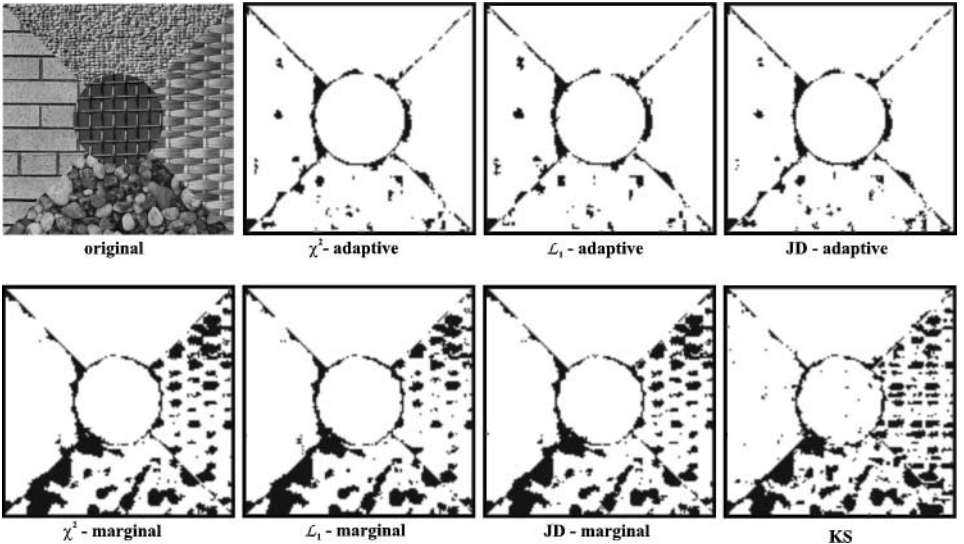 original
χ² - adaptive
ℒ₁ - adaptive
JD - adaptive
χ² - marginal
ℒ₁ - marginal
JD - marginal
KS